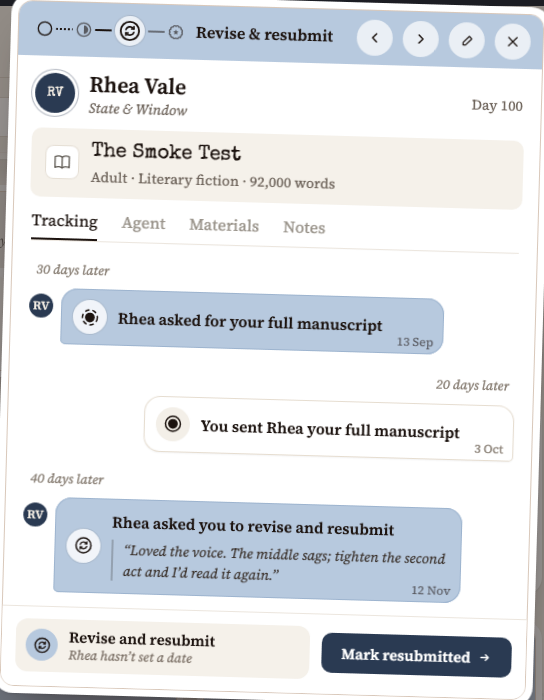 Revise & resubmit
RV
Rhea Vale
State & Window
Day 100
The Smoke Test
Adult · Literary fiction · 92,000 words
Tracking Agent Materials Notes
30 days later
RV
Rhea asked for your full manuscript
13 Sep
20 days later
You sent Rhea your full manuscript
3 Oct
40 days later
RV
Rhea asked you to revise and resubmit
“Loved the voice. The middle sags; tighten the second
act and I’d read it again.”
12 Nov
Revise and resubmit
Rhea hasn’t set a date
Mark resubmitted →